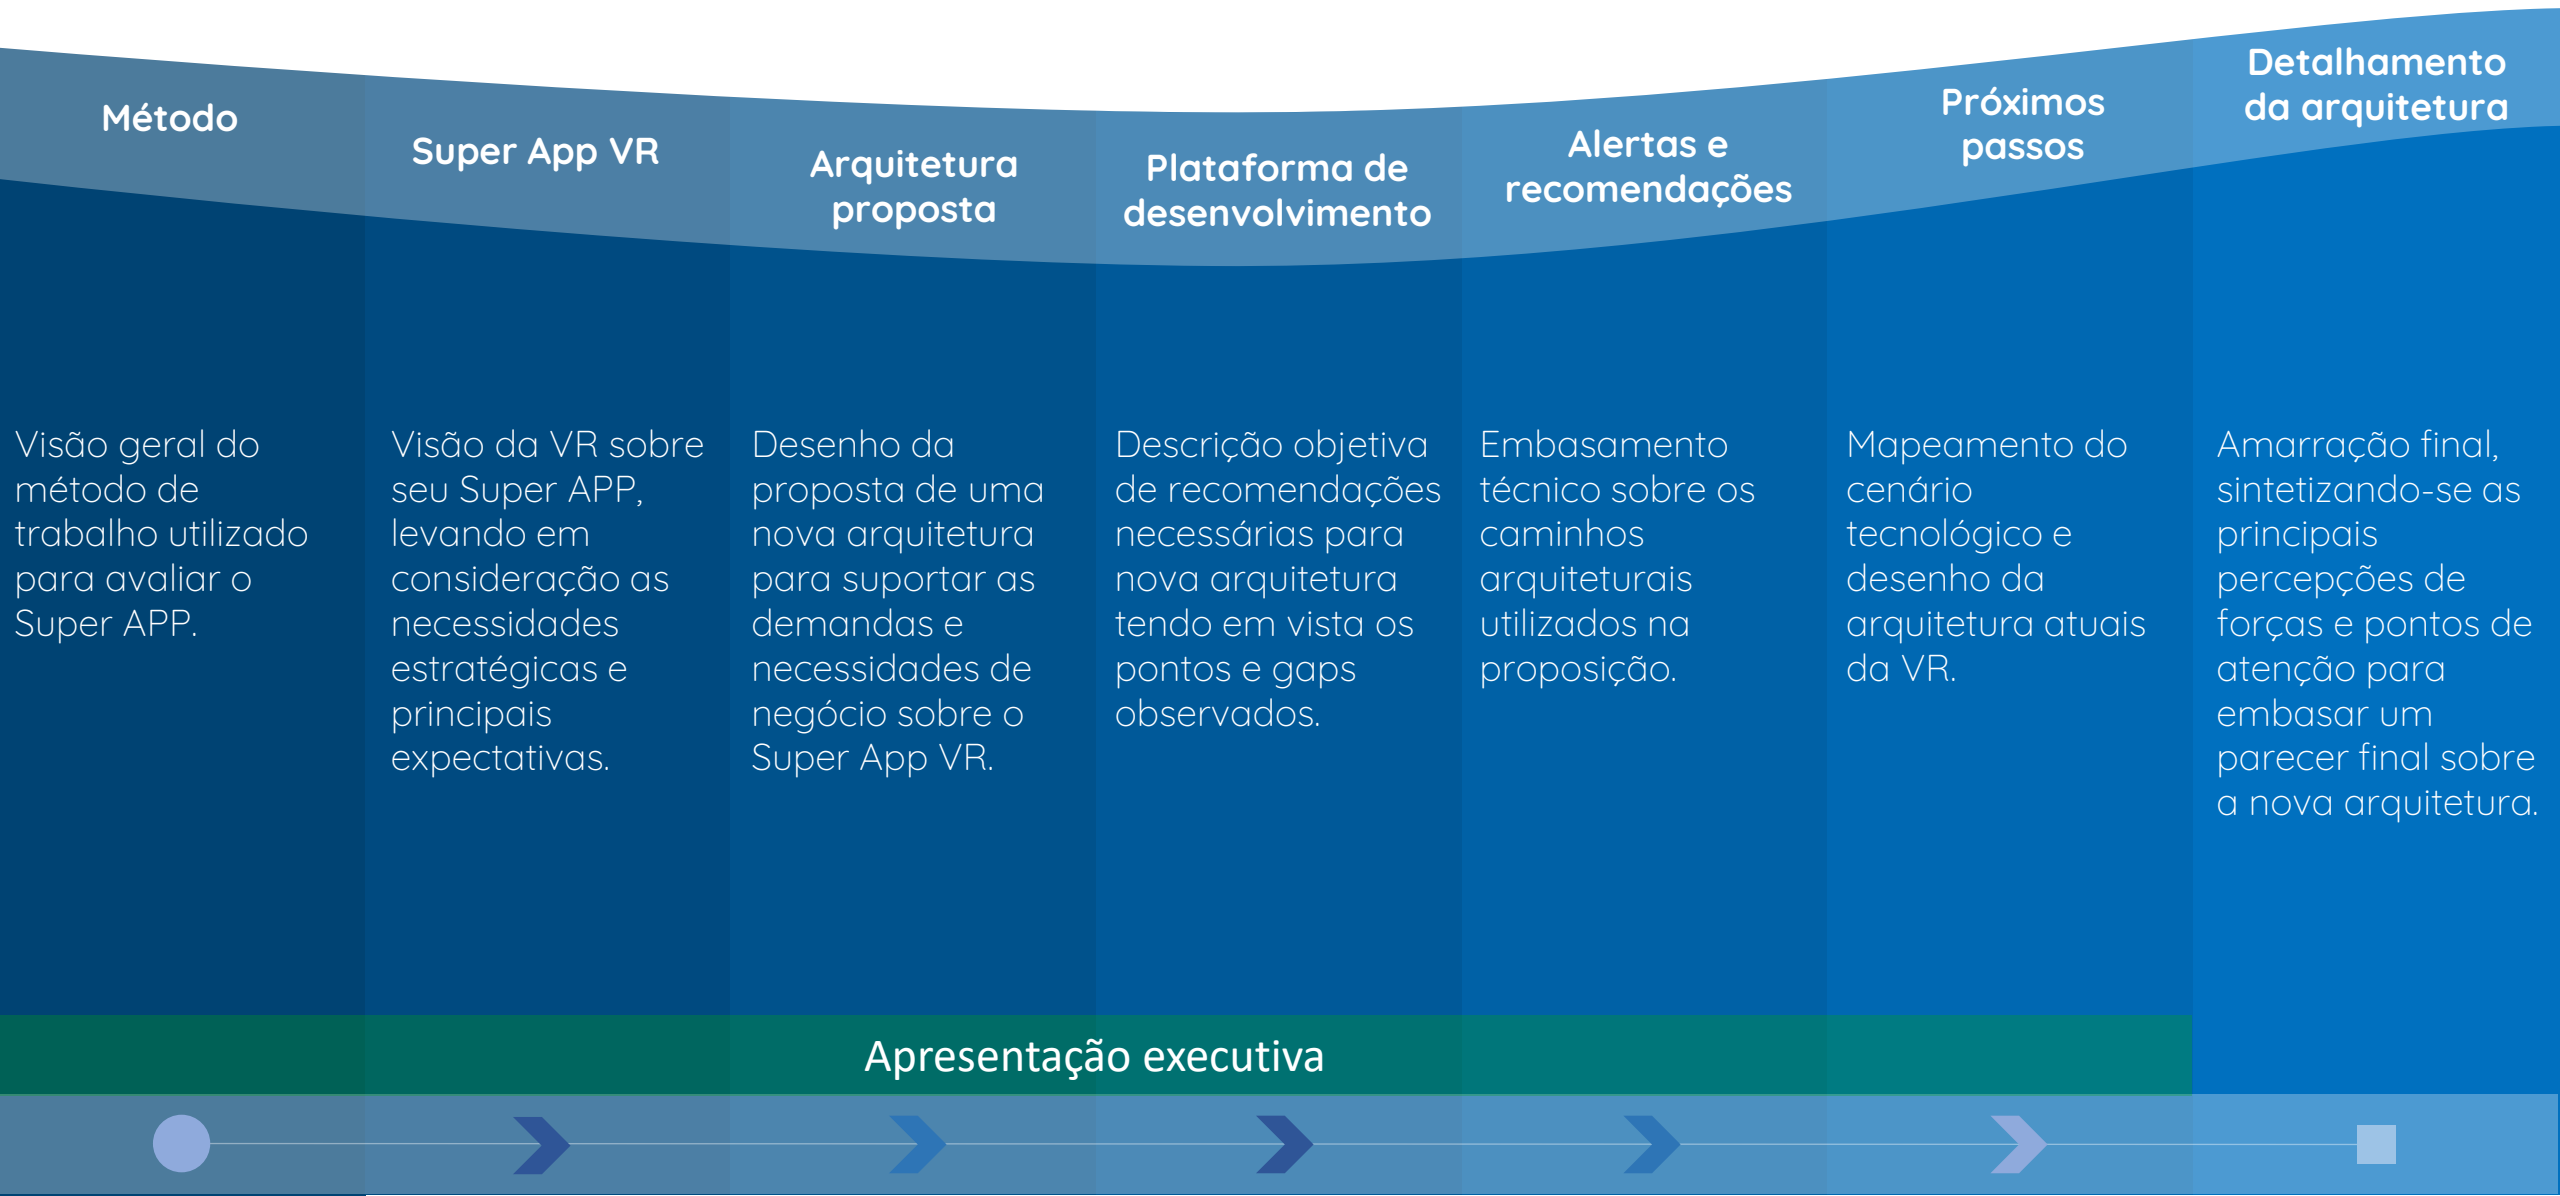 Método
Visão geral do
método de
trabalho utilizado
para avaliar o
Super APP.
Super App VR
Visão da VR sobre
seu Super APP,
levando em
consideração as
necessidades
estratégicas e
principais
expectativas.
Arquitetura
proposta
Desenho da
proposta de uma
nova arquitetura
para suportar as
demandas e
necessidades de
negócio sobre o
Super App VR.
Plataforma de
desenvolvimento
Descrição objetiva
de recomendações
necessárias para
nova arquitetura
tendo em vista os
pontos e gaps
observados.
Alertas e
recomendações
Embasamento
técnico sobre os
caminhos
arquiteturais
utilizados na
proposição.
Próximos
passos
Mapeamento do
cenário
tecnológico e
desenho da
arquitetura atuais
da VR.
Detalhamento
da arquitetura
Amarração final,
sintetizando-se as
principais
percepções de
forças e pontos de
atenção para
embasar um
parecer final sobre
a nova arquitetura.
Apresentação executiva